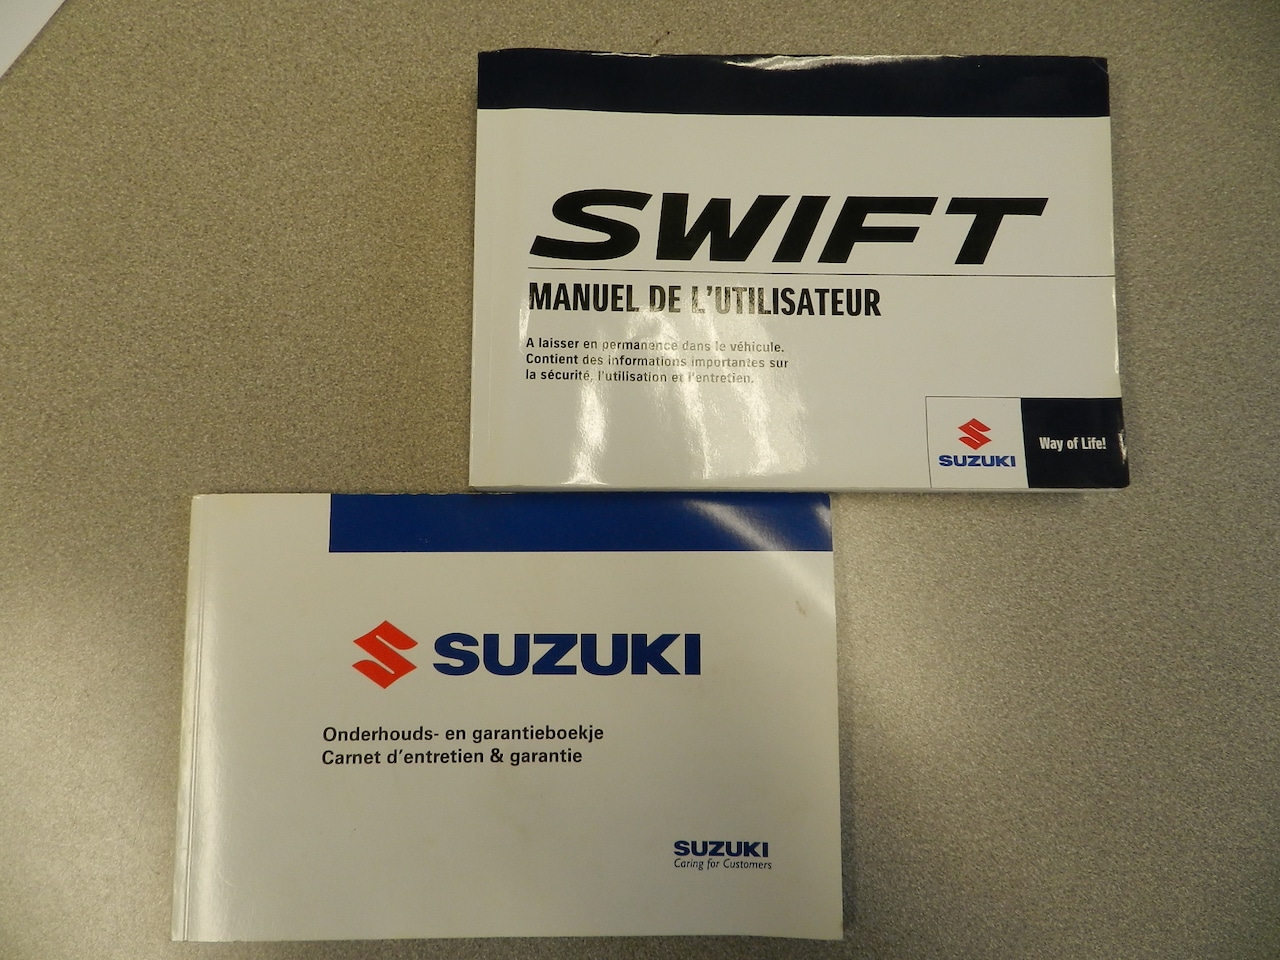 SWIFT
MANUEL DE L'UTILISATEUR
A laisser en permanence dans le véhicule.
Contient des informations importantes sur
la sécurité, l'utilisation et l'entretien.
SUZUKI
Way of Life!
SUZUKI
Onderhouds- en garantieboekje
Carnet d'entretien & garantie
SUZUKI
Caring for Customers